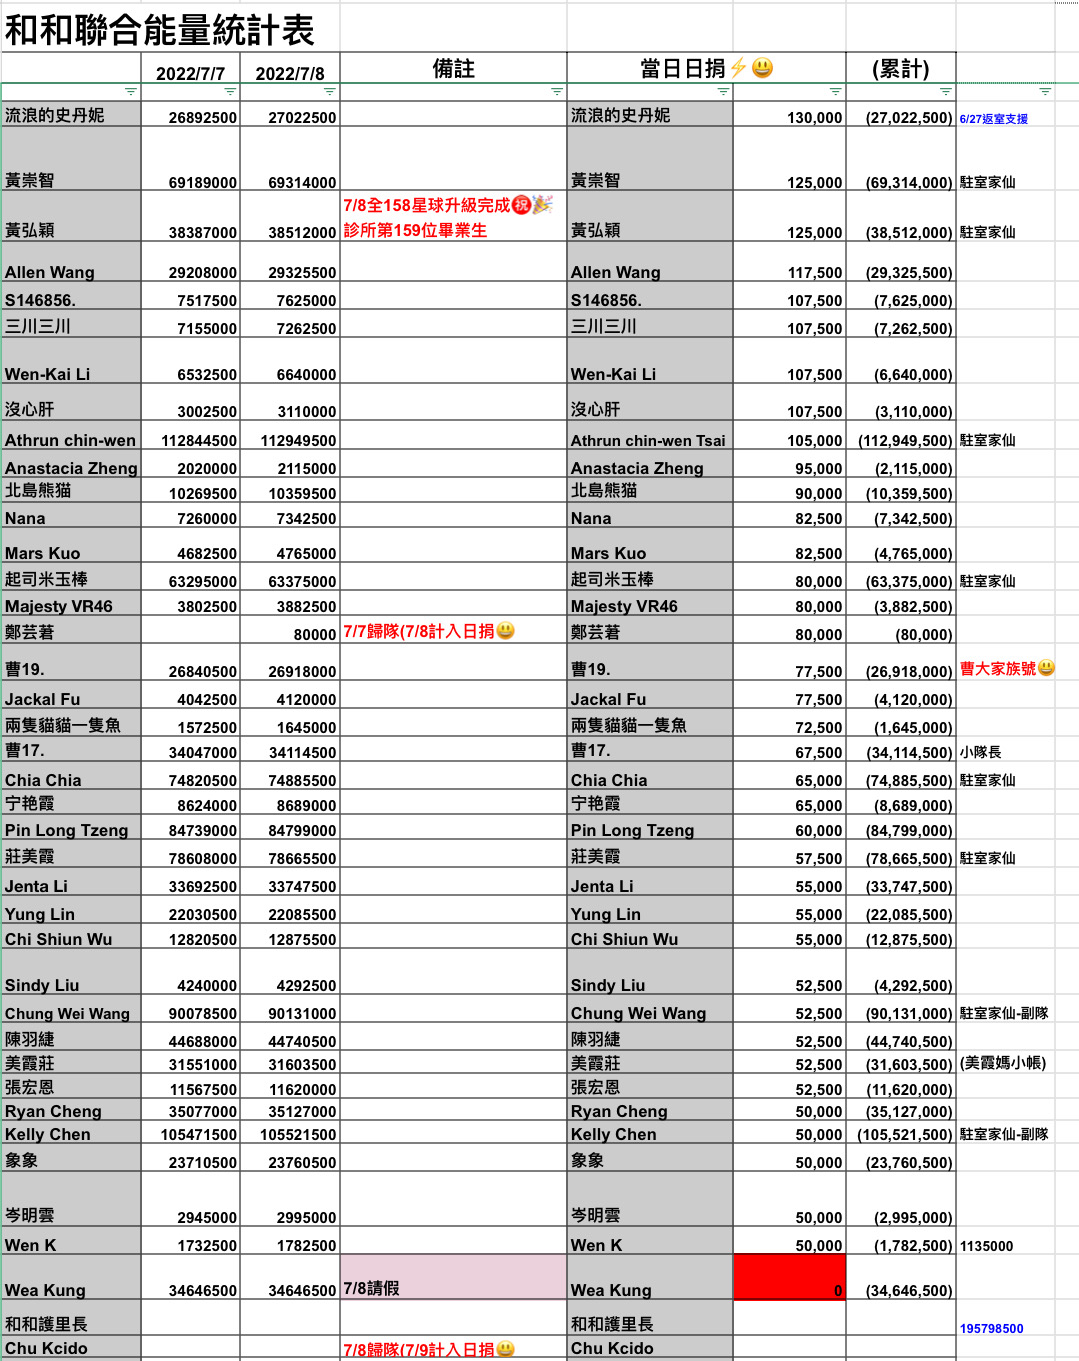 和和聯合能量統計表
2022/7/7 2022/7/8 備註 當日日捐⚡😃 (累計)
流浪的史丹妮 26892500 27022500 流浪的史丹妮 130,000 (27,022,500) 6/27返室支援
黃崇智 69189000 69314000 黃崇智 125,000 (69,314,000) 駐室家仙
7/8全158星球升級完成㊗️🎉
黃弘穎 38387000 38512000 診所第159位畢業生 黃弘穎 125,000 (38,512,000) 駐室家仙
Allen Wang 29208000 29325500 Allen Wang 117,500 (29,325,500)
S146856. 7517500 7625000 S146856. 107,500 (7,625,000)
三川三川 7155000 7262500 三川三川 107,500 (7,262,500)
Wen-Kai Li 6532500 6640000 Wen-Kai Li 107,500 (6,640,000)
沒心肝 3002500 3110000 沒心肝 107,500 (3,110,000)
Athrun chin-wen 112844500 112949500 Athrun chin-wen Tsai 105,000 (112,949,500) 駐室家仙
Anastacia Zheng 2020000 2115000 Anastacia Zheng 95,000 (2,115,000)
北島熊猫 10269500 10359500 北島熊猫 90,000 (10,359,500)
Nana 7260000 7342500 Nana 82,500 (7,342,500)
Mars Kuo 4682500 4765000 Mars Kuo 82,500 (4,765,000)
起司米玉棒 63295000 63375000 起司米玉棒 80,000 (63,375,000) 駐室家仙
Majesty VR46 3802500 3882500 Majesty VR46 80,000 (3,882,500)
鄭芸莙 80000 7/7歸隊(7/8計入日捐😃 鄭芸莙 80,000 (80,000)
曹19. 26840500 26918000 曹19. 77,500 (26,918,000) 曹大家族號😃
Jackal Fu 4042500 4120000 Jackal Fu 77,500 (4,120,000)
兩隻貓貓一隻魚 1572500 1645000 兩隻貓貓一隻魚 72,500 (1,645,000)
曹17. 34047000 34114500 曹17. 67,500 (34,114,500) 小隊長
Chia Chia 74820500 74885500 Chia Chia 65,000 (74,885,500) 駐室家仙
宁艳霞 8624000 8689000 宁艳霞 65,000 (8,689,000)
Pin Long Tzeng 84739000 84799000 Pin Long Tzeng 60,000 (84,799,000)
莊美霞 78608000 78665500 莊美霞 57,500 (78,665,500) 駐室家仙
Jenta Li 33692500 33747500 Jenta Li 55,000 (33,747,500)
Yung Lin 22030500 22085500 Yung Lin 55,000 (22,085,500)
Chi Shiun Wu 12820500 12875500 Chi Shiun Wu 55,000 (12,875,500)
Sindy Liu 4240000 4292500 Sindy Liu 52,500 (4,292,500)
Chung Wei Wang 90078500 90131000 Chung Wei Wang 52,500 (90,131,000) 駐室家仙-副隊
陳羽緁 44688000 44740500 陳羽緁 52,500 (44,740,500)
美霞莊 31551000 31603500 美霞莊 52,500 (31,603,500) (美霞媽小帳)
張宏恩 11567500 11620000 張宏恩 52,500 (11,620,000)
Ryan Cheng 35077000 35127000 Ryan Cheng 50,000 (35,127,000)
Kelly Chen 105471500 105521500 Kelly Chen 50,000 (105,521,500) 駐室家仙-副隊
象象 23710500 23760500 象象 50,000 (23,760,500)
岑明雲 2945000 2995000 岑明雲 50,000 (2,995,000)
Wen K 1732500 1782500 Wen K 50,000 (1,782,500) 1135000
Wea Kung 34646500 34646500 7/8請假 Wea Kung 0 (34,646,500)
和和護里長 和和護里長 195798500
Chu Kcido 7/8歸隊(7/9計入日捐😃 Chu Kcido